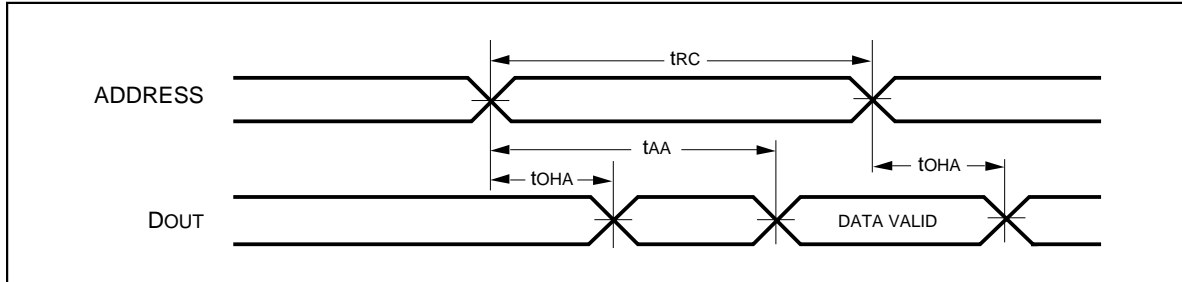 tRC
ADDRESS
tAA
tOHA
tOHA
DOUT
DATA VALID